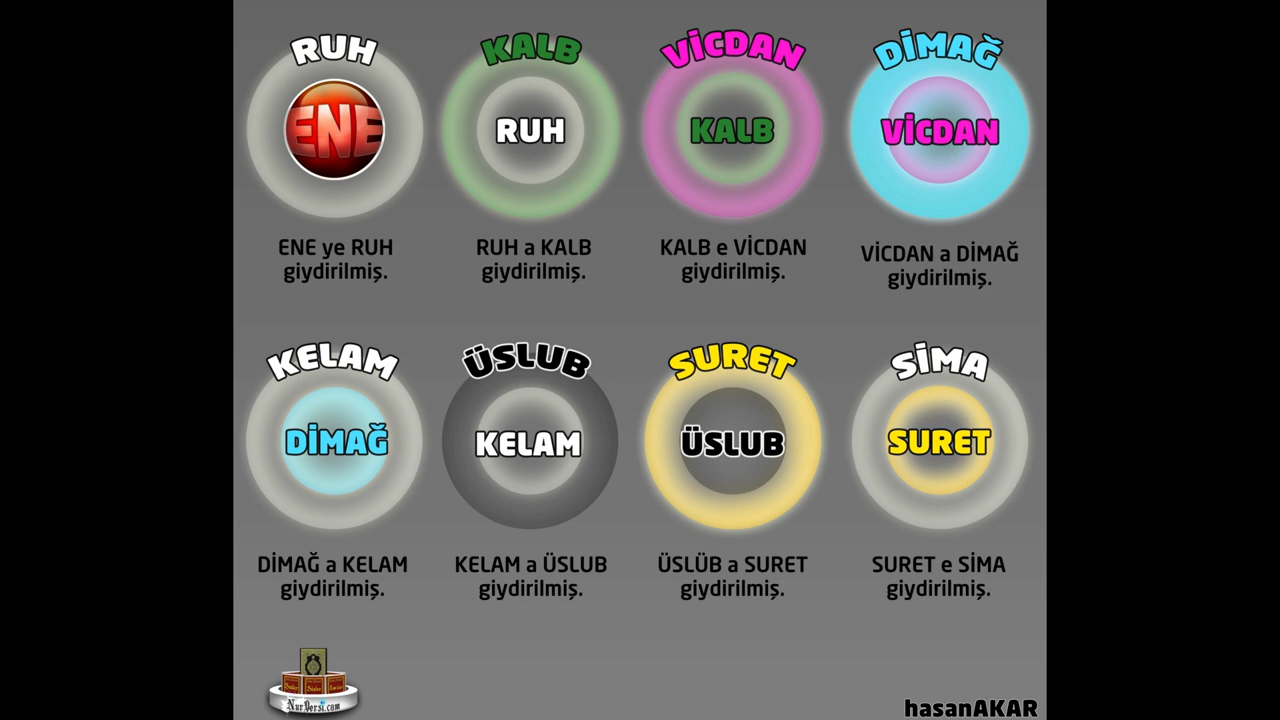 RUH
ENE
ENE ye RUH
giydirilmiş.
KALB
RUH
RUH a KALB
giydirilmiş.
VİCDAN
KALB
KALB e VİCDAN
giydirilmiş.
DİMAĞ
VİCDAN
VİCDAN a DİMAĞ
giydirilmiş.
KELAM
DİMAĞ
DİMAĞ a KELAM
giydirilmiş.
ÜSLUB
KELAM
KELAM a ÜSLUB
giydirilmiş.
SURET
ÜSLUB
ÜSLÜB a SURET
giydirilmiş.
SİMA
SURET
SURET e SİMA
giydirilmiş.
NurDersi.com
hasanAKAR